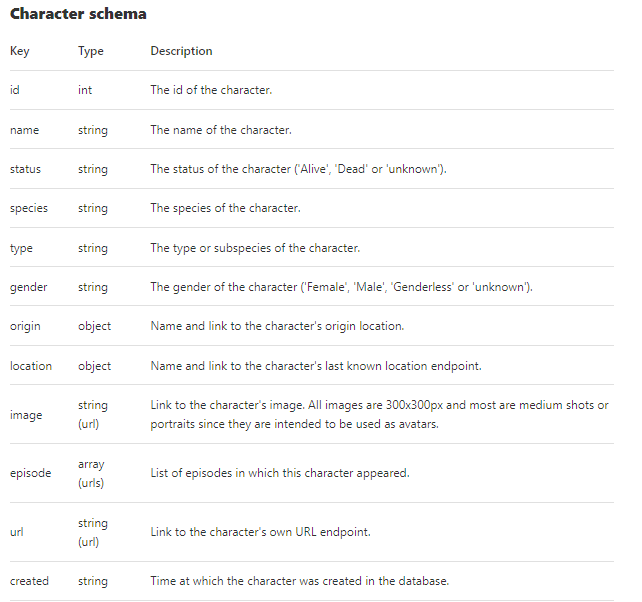 Character schema
Key Type Description
id int The id of the character.
name string The name of the character.
status string The status of the character ('Alive', 'Dead' or 'unknown').
species string The species of the character.
type string The type or subspecies of the character.
gender string The gender of the character ('Female', 'Male', 'Genderless' or 'unknown').
origin object Name and link to the character's origin location.
location object Name and link to the character's last known location endpoint.
image string (url) Link to the character's image. All images are 300x300px and most are medium shots or
portraits since they are intended to be used as avatars.
episode array (urls) List of episodes in which this character appeared.
url string (url) Link to the character's own URL endpoint.
created string Time at which the character was created in the database.